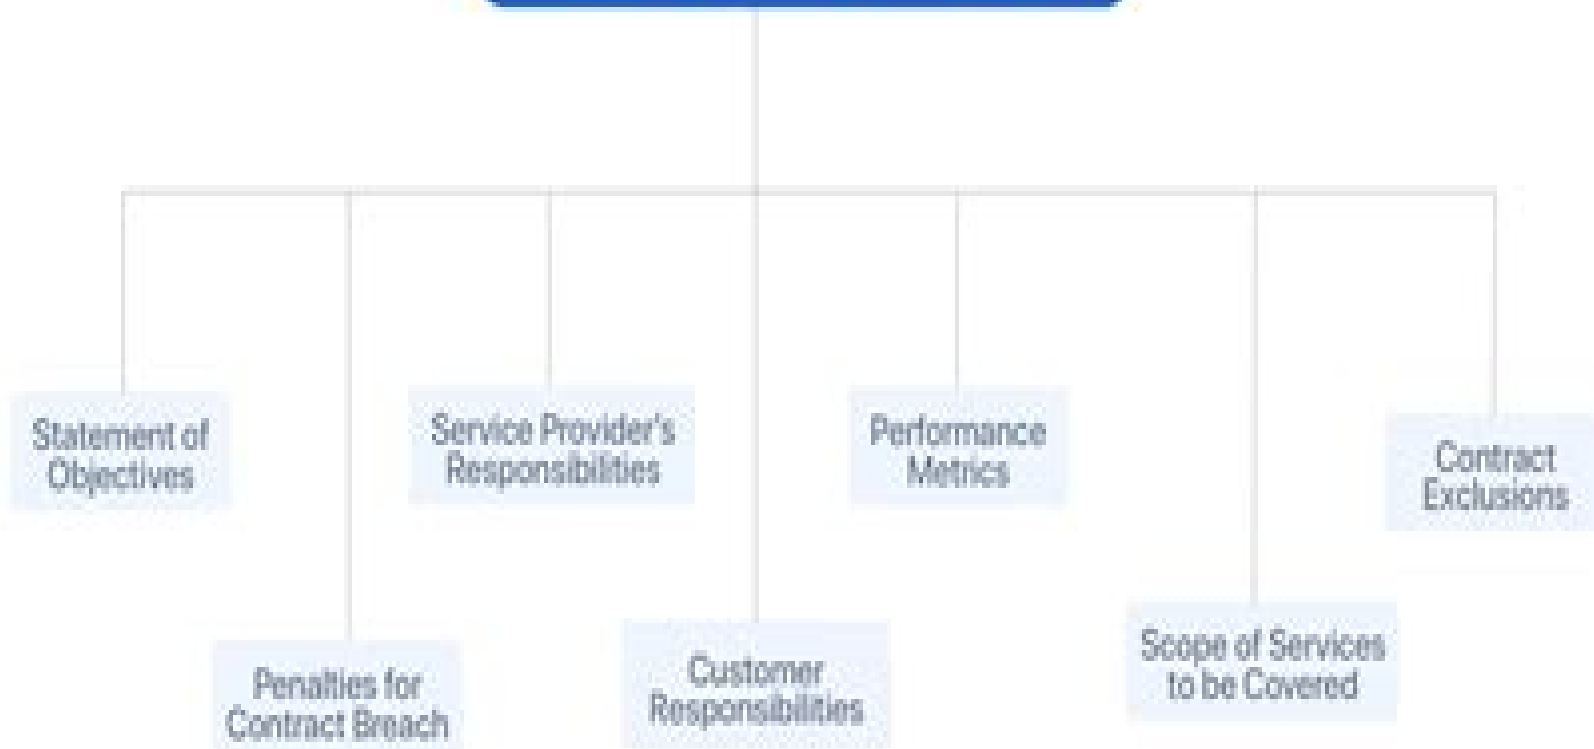 Statement of
Objectives
Service Provider's
Responsibilities
Performance
Metrics
Contract
Exclusions
Penalties for
Contract Breach
Customer
Responsibilities
Scope of Services
to be Covered